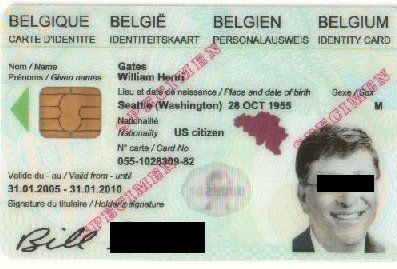 BELGIQUE BELGIË BELGIEN BELGIUM
CARTE D'IDENTITE IDENTITEITSKAART PERSONALAUSWEIS IDENTITY CARD
Nom / Name
Gates
Prénoms / Given names
William Henri
Lieu et date de naissance / Place and date of birth
Sexe / Sex
Seattle (Washington) 28 OCT 1955
M
Nationalité
Nationality US citizen
N° carte / Card No
055-1028309-82
Valide du - au / Valid from - until
31.01.2005 - 31.01.2010
Signature du titulaire / Holder's signature
Bill
SPECIMEN
SPECIMEN
SPECIMEN